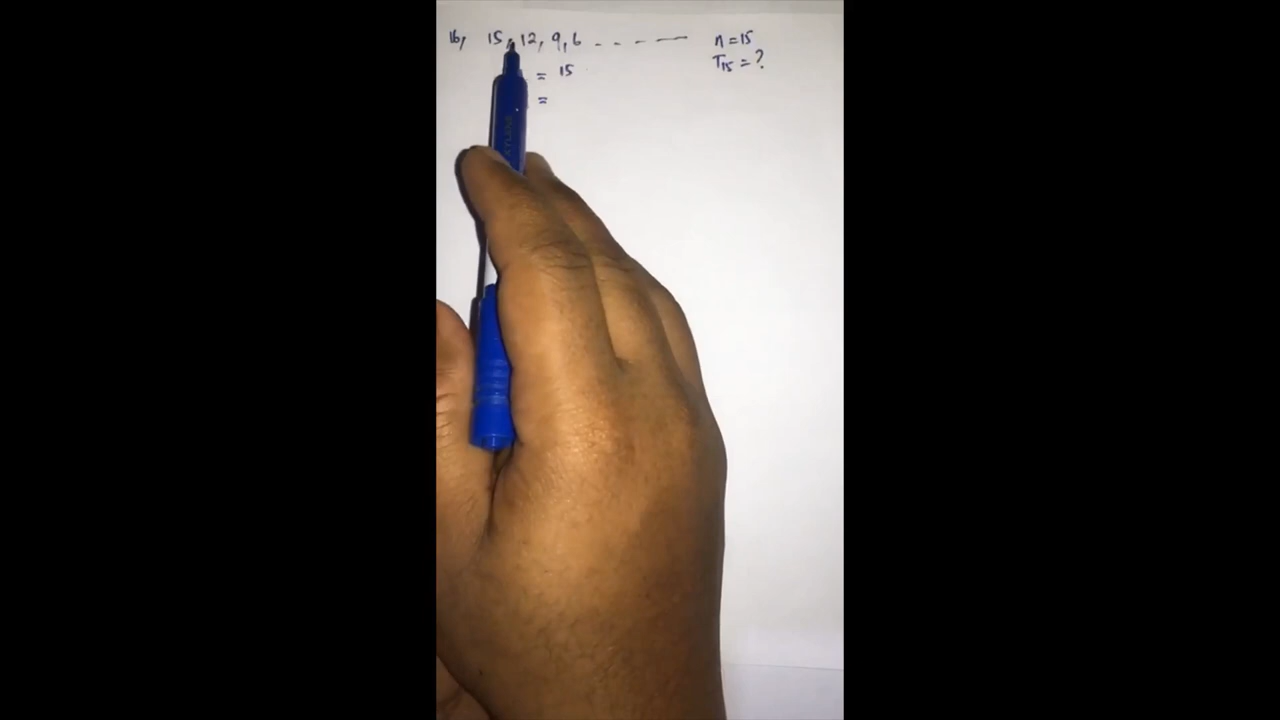 16, 15, 12, 9, 6 - - - — n = 15
= 15 T15 = ?
=